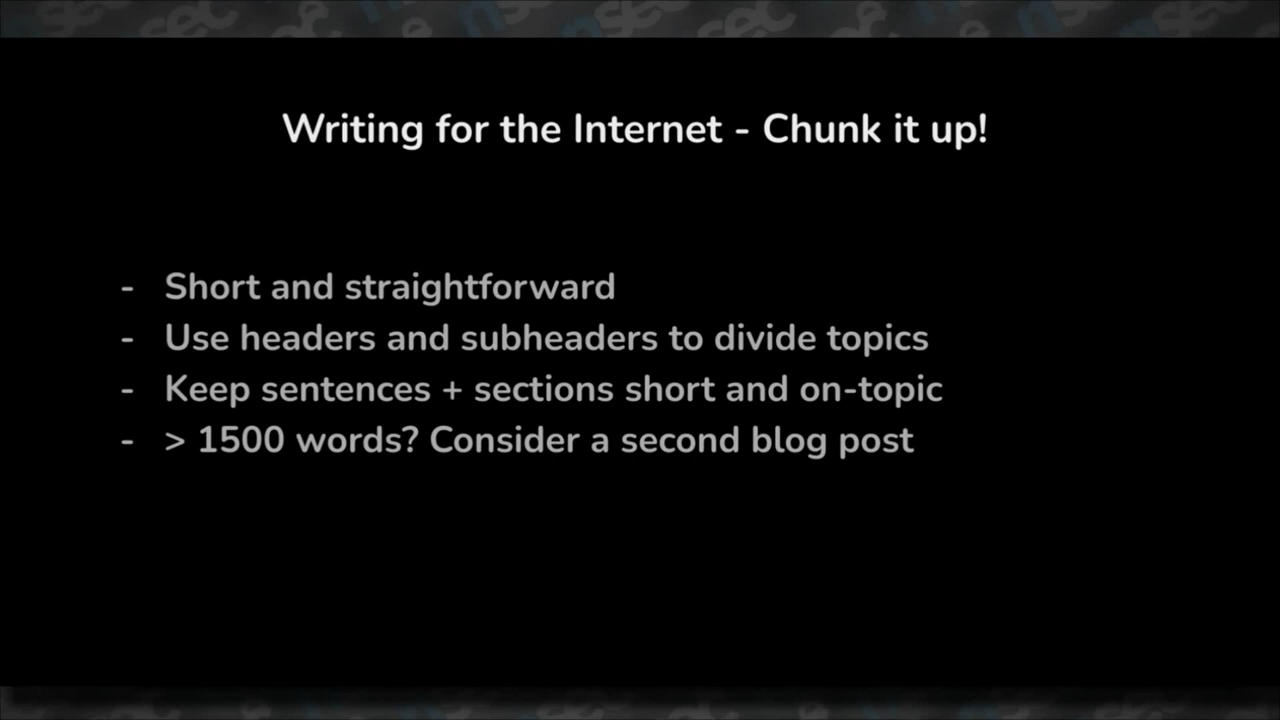 Writing for the Internet - Chunk it up!
- Short and straightforward
- Use headers and subheaders to divide topics
- Keep sentences + sections short and on-topic
- > 1500 words? Consider a second blog post